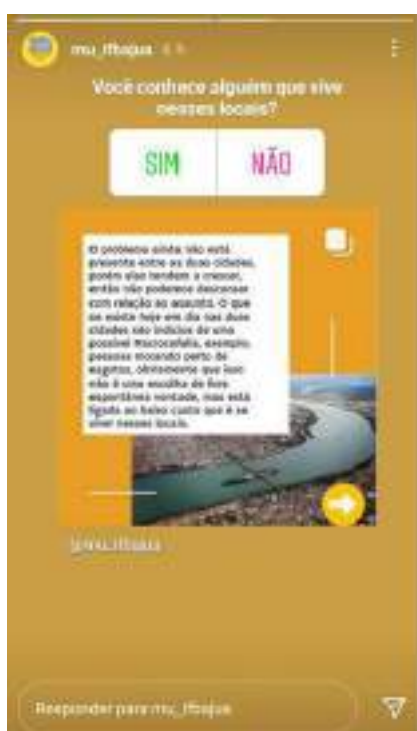 mu_ifbajua
Você conhece alguém que vive
nesses locais?
SIM NÃO
O problema ainda não está
presente entre as duas cidades,
porém elas tendem a crescer,
então não podemos descansar
com relação ao assunto. O que
se existe hoje em dia nas duas
cidades são indícios de uma
possível Macrocefalia, exemplo,
pessoas morando perto de
esgotos, obviamente que isso
não é uma escolha de livre
espontânea vontade, mas está
ligada ao baixo custo que é se
viver nesses locais.
@mu_ifbajua
Responder para mu_ifbajua